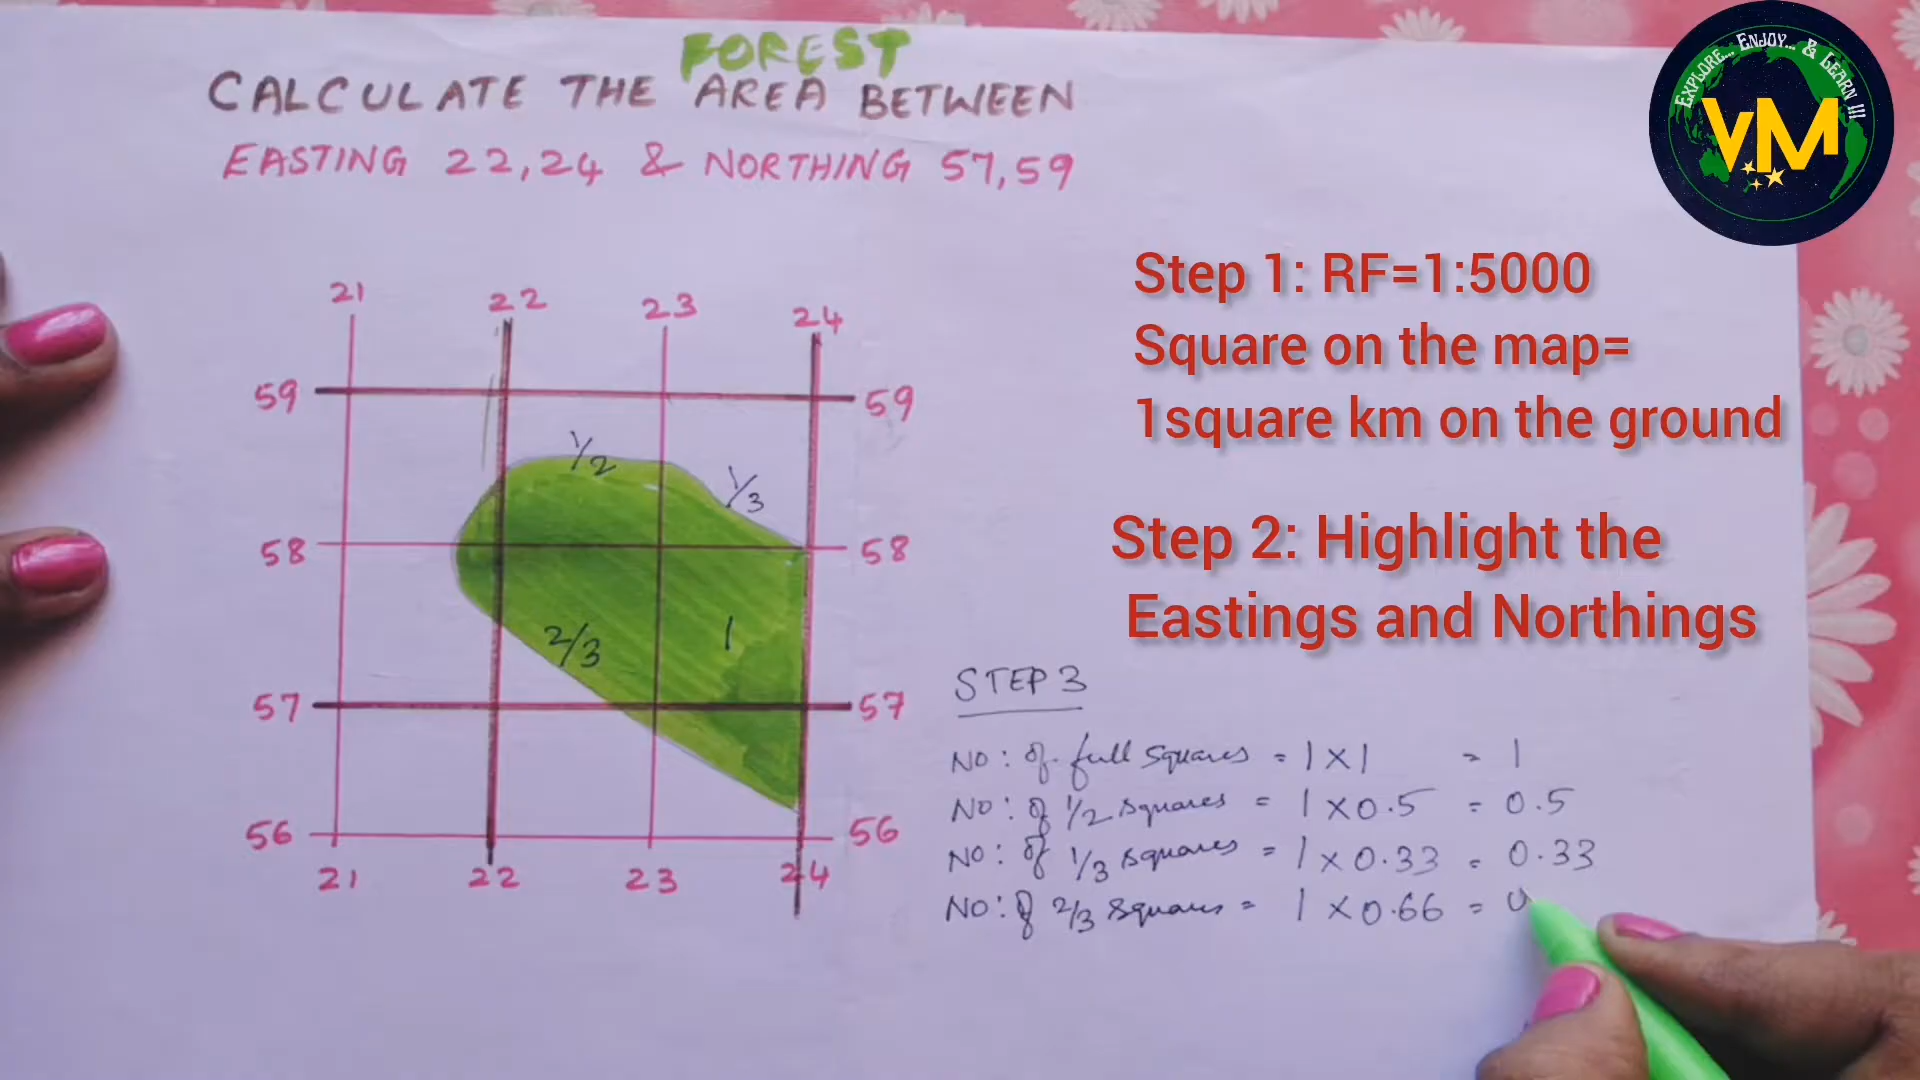 FOREST
CALCULATE THE AREA BETWEEN
EASTING 22,24 & NORTHING 57,59
EXPLORE... ENJOY... & LEARN !!!
VM
Step 1: RF=1:5000
Square on the map=
1square km on the ground
Step 2: Highlight the
Eastings and Northings
21 22 23 24
59 59
1/2 1/3
58 58
2/3 1
57 57
56 56
21 22 23 24
STEP 3
NO: of full squares = 1 X 1 = 1
NO: of 1/2 squares = 1 X 0.5 = 0.5
NO: of 1/3 squares = 1 X 0.33 = 0.33
NO: of 2/3 squares = 1 X 0.66 = 0